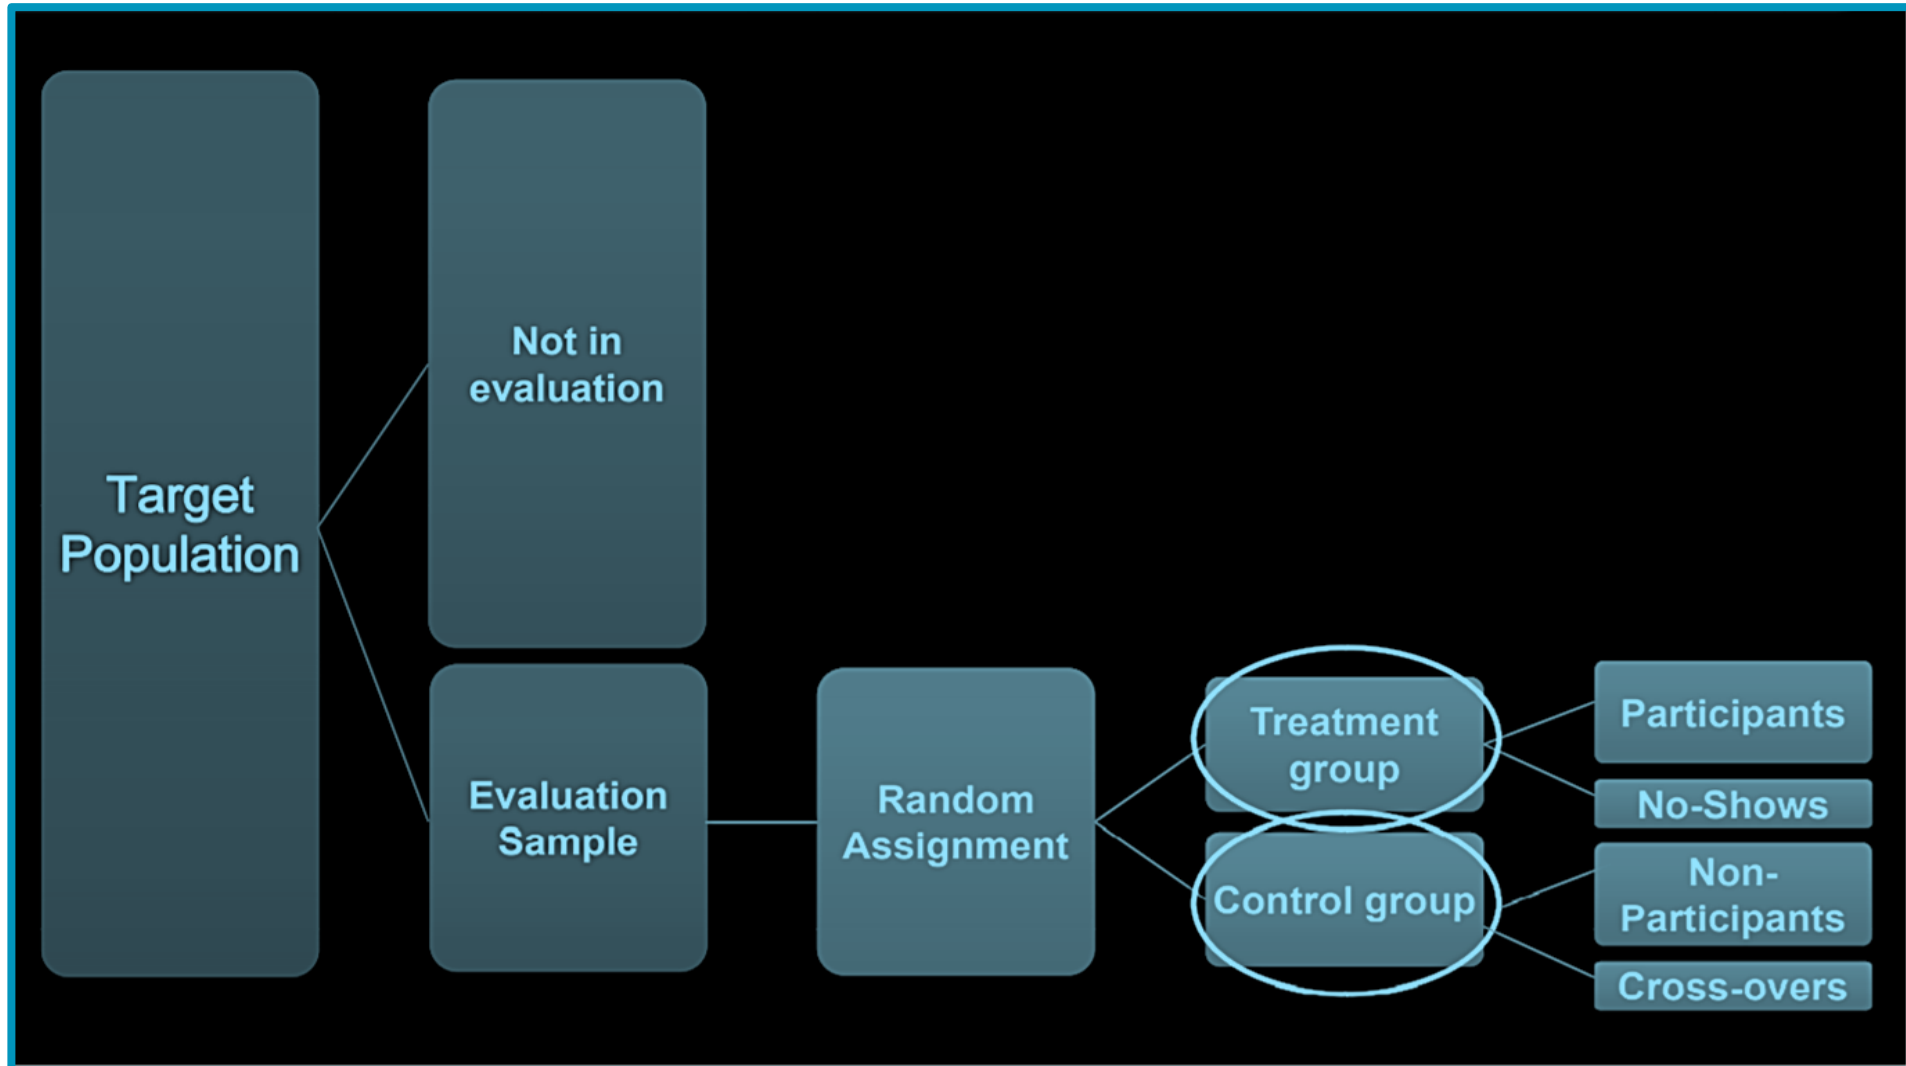 Target
Population
Not in
evaluation
Evaluation
Sample
Random
Assignment
Treatment
group
Control group
Participants
No-Shows
Non-
Participants
Cross-overs